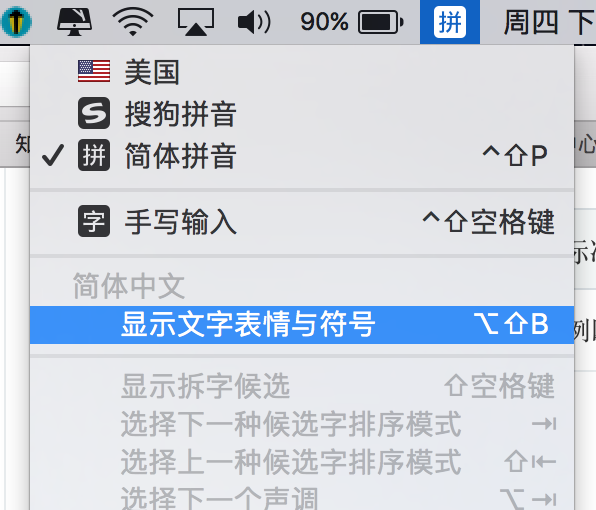 90% 拼 周四 下
美国
搜狗拼音
拼 简体拼音 ^⇧P
字 手写输入 ^⇧空格键
简体中文
显示文字表情与符号 ⌥⇧B
显示拆字候选 ⇧空格键
选择下一种候选字排序模式 ⇥
选择上一种候选字排序模式 ⇧⇤
选择下一个声调 ⌥⇥
知
心
例